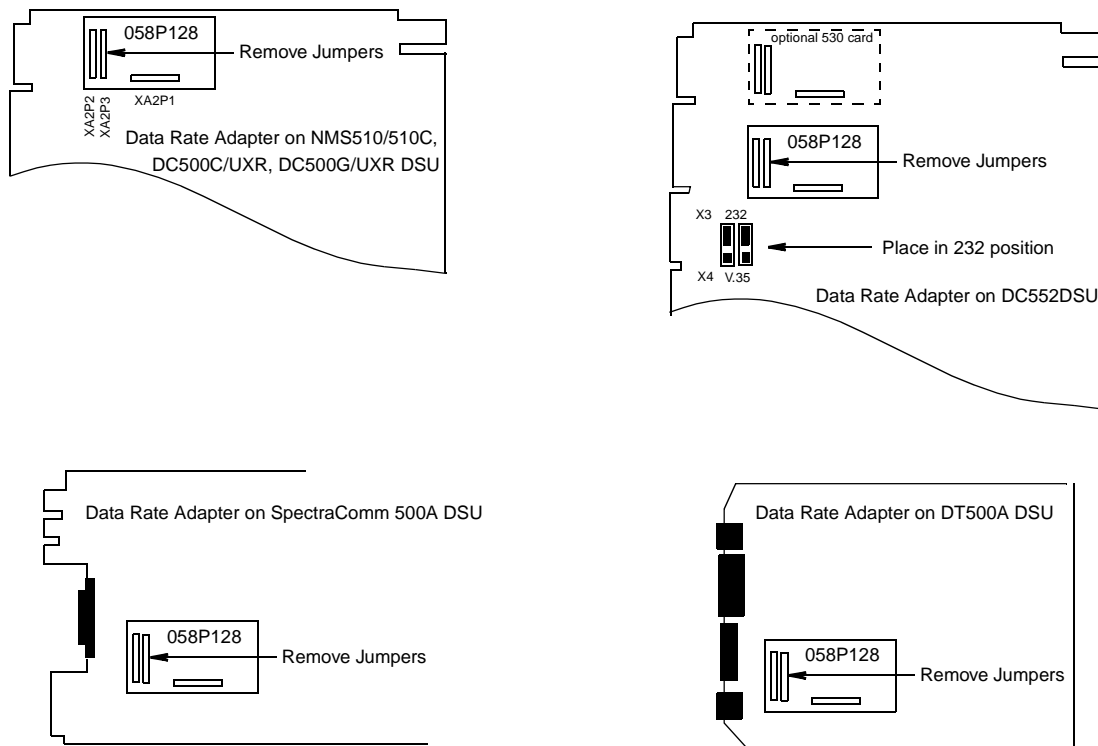 058P128
Remove Jumpers
XA2P2
XA2P3
XA2P1
Data Rate Adapter on NMS510/510C,
DC500C/UXR, DC500G/UXR DSU
optional 530 card
058P128
Remove Jumpers
X3 232
Place in 232 position
X4 V.35
Data Rate Adapter on DC552DSU
Data Rate Adapter on SpectraComm 500A DSU
058P128
Remove Jumpers
Data Rate Adapter on DT500A DSU
058P128
Remove Jumpers